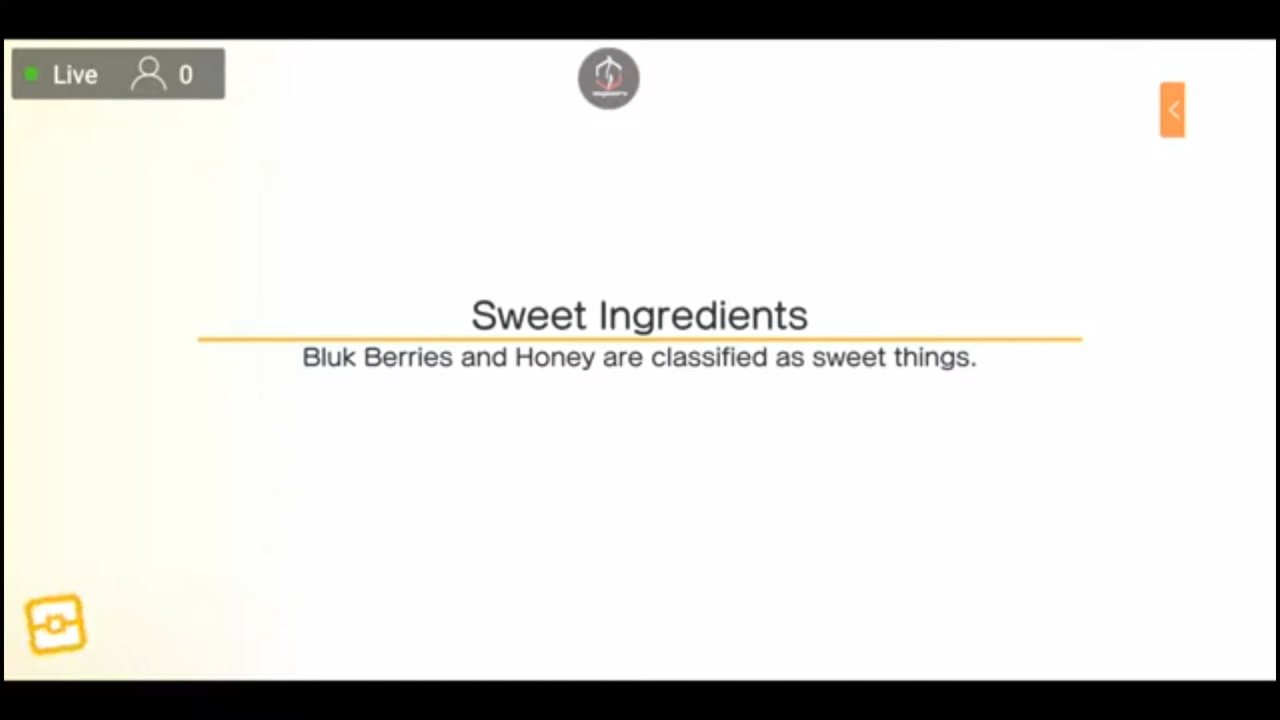 Live 0
Sweet Ingredients
Bluk Berries and Honey are classified as sweet things.